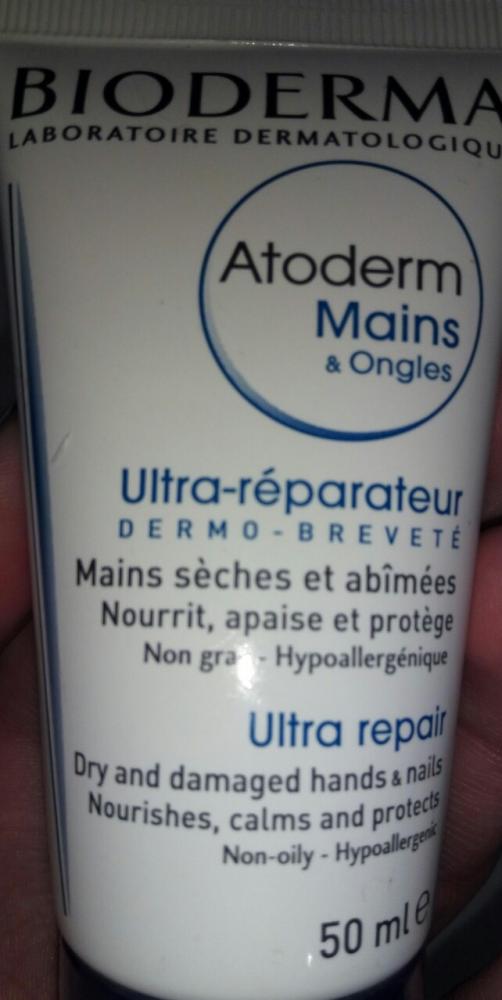 BIODERMA
LABORATOIRE DERMATOLOGIQU
Atoderm
Mains
& Ongles
Ultra-réparateur
DERMO-BREVETÉ
Mains sèches et abîmées
Nourrit, apaise et protège
Non - Hypoallergénique
Ultra repair
Dry and damaged hands & nails
Nourishes, calms and protects
Non-oily - Hypoallergenic
50 ml e